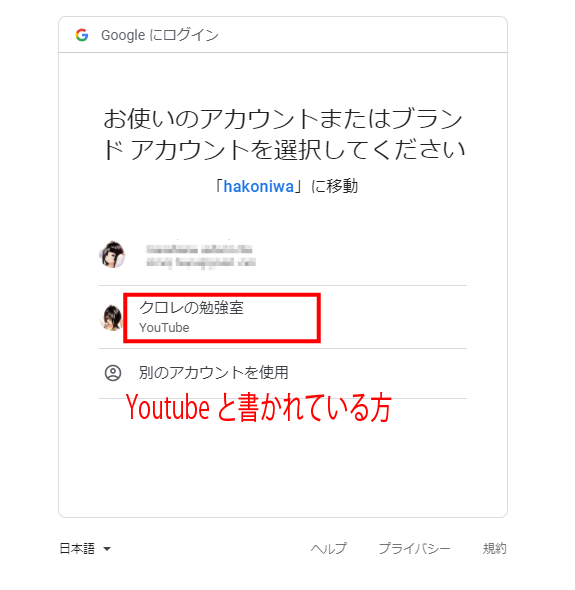 Google にログイン
お使いのアカウントまたはブラン
ド アカウントを選択してください
「hakoniwa」に移動
クロレの勉強室
YouTube
別のアカウントを使用
Youtube と書かれている方
日本語
ヘルプ
プライバシー
規約